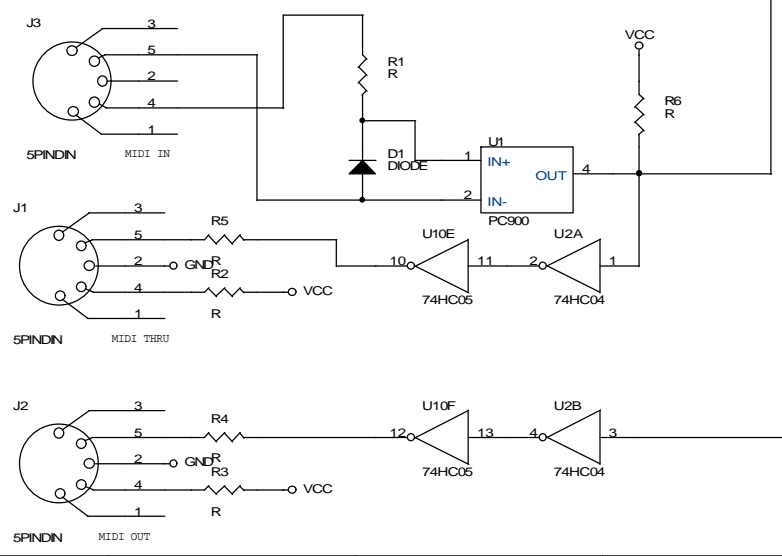 J3
3
5
2
4
1
5PINDIN
MIDI IN
R1
R
D1
DIODE
U1
1
IN+
2
IN-
OUT
4
PC900
VCC
R6
R
J1
3
5
2
4
1
5PINDIN
MIDI THRU
R5
R
GND
R2
R
VCC
U10E
10
11
74HC05
U2A
2
1
74HC04
J2
3
5
2
4
1
5PINDIN
MIDI OUT
R4
R
GND
R3
R
VCC
U10F
12
13
74HC05
U2B
4
3
74HC04